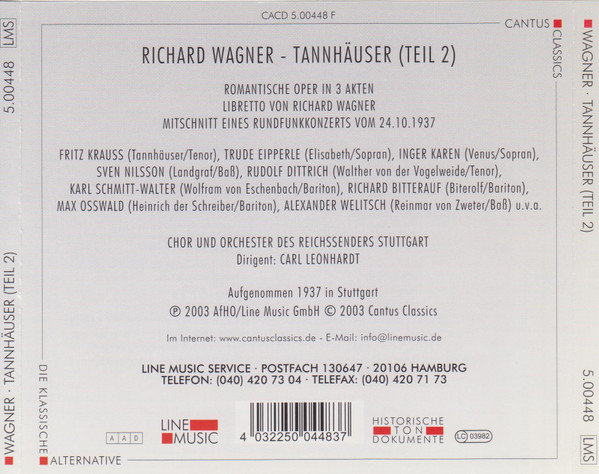 CACD 5.00448 F
CANTUS
CLASSICS
RICHARD WAGNER - TANNHÄUSER (TEIL 2)
ROMANTISCHE OPER IN 3 AKTEN
LIBRETTO VON RICHARD WAGNER
MITSCHNITT EINES RUNDFUNKKONZERTS VOM 24.10.1937
FRITZ KRAUSS (Tannhäuser/Tenor), TRUDE EIPPERLE (Elisabeth/Sopran), INGER KAREN (Venus/Sopran),
SVEN NILSSON (Landgraf/Baß), RUDOLF DITTRICH (Walther von der Vogelweide/Tenor),
KARL SCHMITT-WALTER (Wolfram von Eschenbach/Bariton), RICHARD BITTERAUF (Biterolf/Bariton),
MAX OSSWALD (Heinrich der Schreiber/Bariton), ALEXANDER WELITSCH (Reinmar von Zweter/Baß) u.v.a.
CHOR UND ORCHESTER DES REICHSSENDERS STUTTGART
Dirigent: CARL LEONHARDT
Aufgenommen 1937 in Stuttgart
℗ 2003 AfHO/Line Music GmbH © 2003 Cantus Classics
Im Internet: www.cantusclassics.de - E-Mail: info@linemusic.de
LINE MUSIC SERVICE · POSTFACH 130647 · 20106 HAMBURG
TELEFON: (040) 420 73 04 · TELEFAX: (040) 420 71 73
DIE KLASSISCHE
ALTERNATIVE
AAD
LINE
MUSIC
4 032250 044837
HISTORISCHE
TON
DOKUMENTE
LC 03982
WAGNER · TANNHÄUSER (TEIL 2)
5.00448
LMS
WAGNER · TANNHÄUSER (TEIL 2)
5.00448
LMS